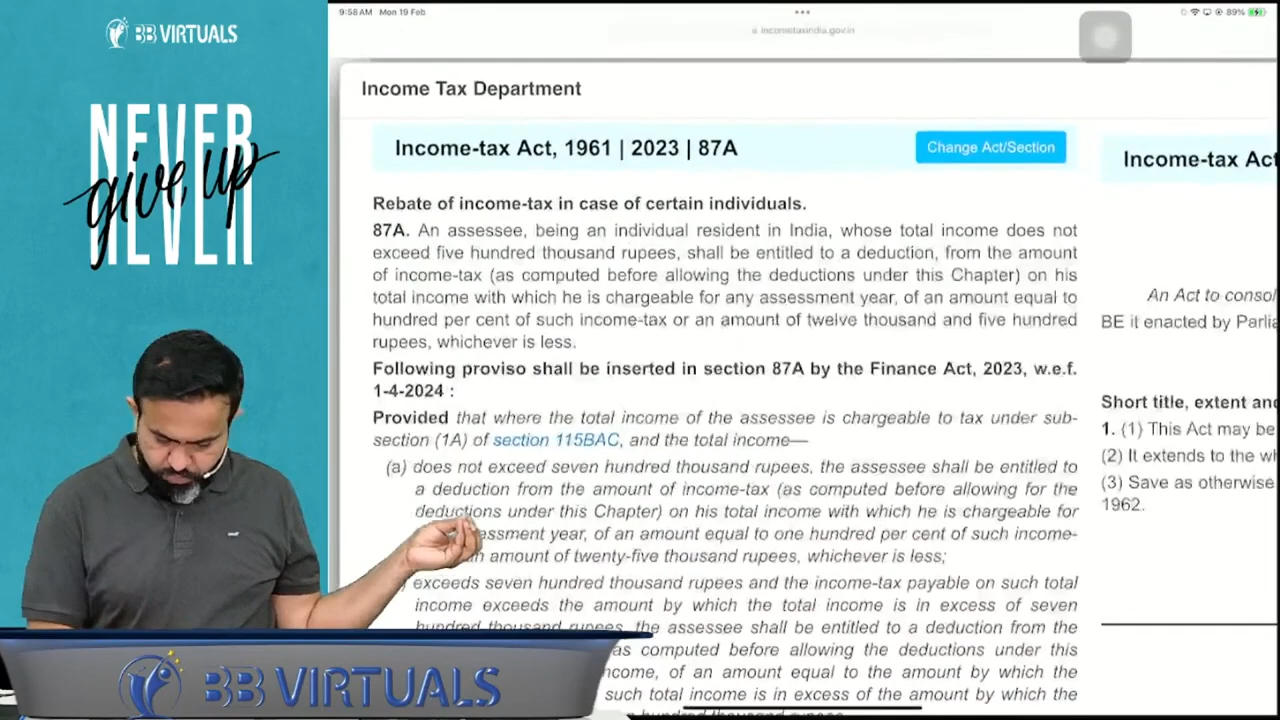 BB VIRTUALS
NEVER
give up
NEVER
9:58 AM Mon 19 Feb
89%
incometaxindia.gov.in
Income Tax Department
Income-tax Act, 1961 | 2023 | 87A
Change Act/Section
Rebate of income-tax in case of certain individuals.
87A. An assessee, being an individual resident in India, whose total income does not
exceed five hundred thousand rupees, shall be entitled to a deduction, from the amount
of income-tax (as computed before allowing the deductions under this Chapter) on his
total income with which he is chargeable for any assessment year, of an amount equal to
hundred per cent of such income-tax or an amount of twelve thousand and five hundred
rupees, whichever is less.
Following proviso shall be inserted in section 87A by the Finance Act, 2023, w.e.f.
1-4-2024 :
Provided that where the total income of the assessee is chargeable to tax under sub-
section (1A) of section 115BAC, and the total income—
(a) does not exceed seven hundred thousand rupees, the assessee shall be entitled to
a deduction from the amount of income-tax (as computed before allowing for the
deductions under this Chapter) on his total income with which he is chargeable for
essment year, of an amount equal to one hundred per cent of such income-
amount of twenty-five thousand rupees, whichever is less;
exceeds seven hundred thousand rupees and the income-tax payable on such total
income exceeds the amount by which the total income is in excess of seven
hundred thousand rupees, the assessee shall be entitled to a deduction from the
as computed before allowing the deductions under this
come, of an amount equal to the amount by which the
such total income is in excess of the amount by which the
hundred thousand rupees
Income-tax Act
An Act to consol
BE it enacted by Parlia
Short title, extent and
1. (1) This Act may be
(2) It extends to the wh
(3) Save as otherwise
1962.
BB VIRTUALS